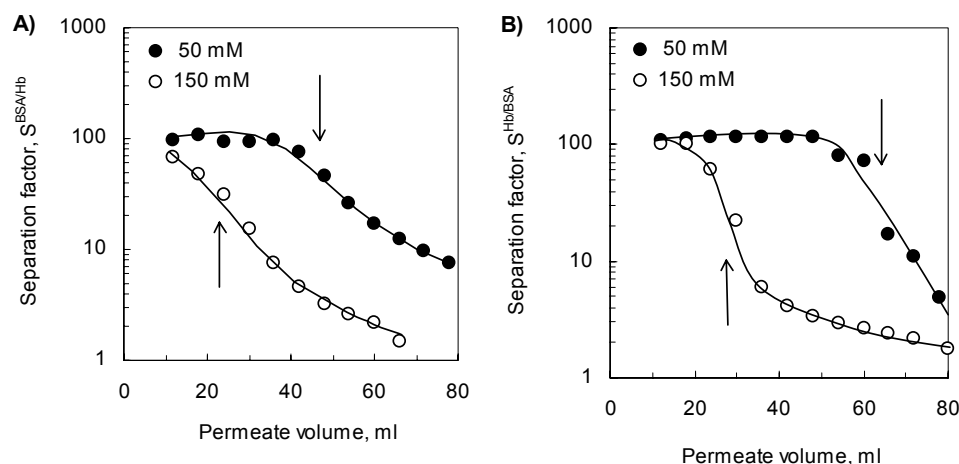 A)
1000
100
10
1
Separation factor, S^BSA/Hb
● 50 mM
○ 150 mM
0 20 40 60 80
Permeate volume, ml
B)
1000
100
10
1
Separation factor, S^Hb/BSA
● 50 mM
○ 150 mM
0 20 40 60 80
Permeate volume, ml